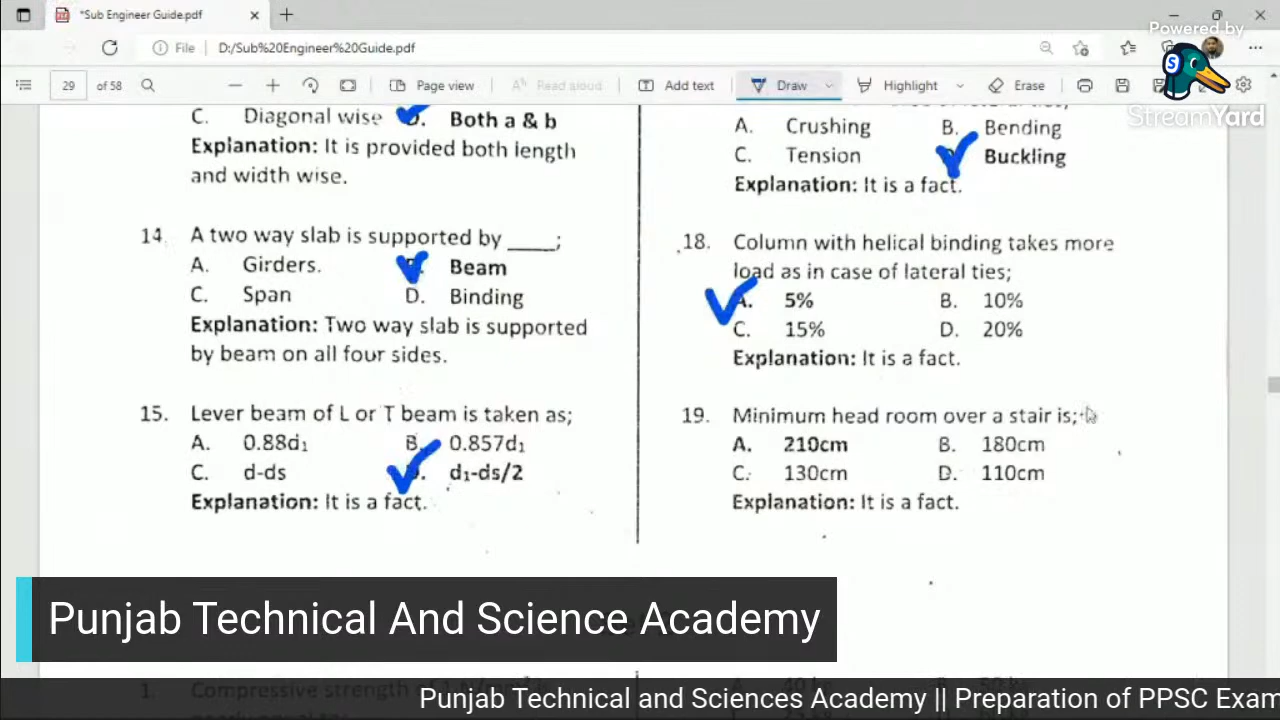 *Sub Engineer Guide.pdf
Powered by
File D:/Sub%20Engineer%20Guide.pdf
29 of 58 Page view Read aloud Add text Draw Highlight Erase
StreamYard
C. Diagonal wise D. Both a & b
Explanation: It is provided both length
and width wise.
14. A two way slab is supported by ____;
A. Girders. Beam
C. Span D. Binding
Explanation: Two way slab is supported
by beam on all four sides.
15. Lever beam of L or T beam is taken as;
A. 0.88d₁ B. 0.857d₁
C. d-ds d₁-ds/2
Explanation: It is a fact.
A. Crushing B. Bending
C. Tension Buckling
Explanation: It is a fact.
18. Column with helical binding takes more
load as in case of lateral ties;
A. 5% B. 10%
C. 15% D. 20%
Explanation: It is a fact.
19. Minimum head room over a stair is;
A. 210cm B. 180cm
C. 130cm D. 110cm
Explanation: It is a fact.
Punjab Technical And Science Academy
1. Compressive strength of
Punjab Technical and Sciences Academy || Preparation of PPSC Exam